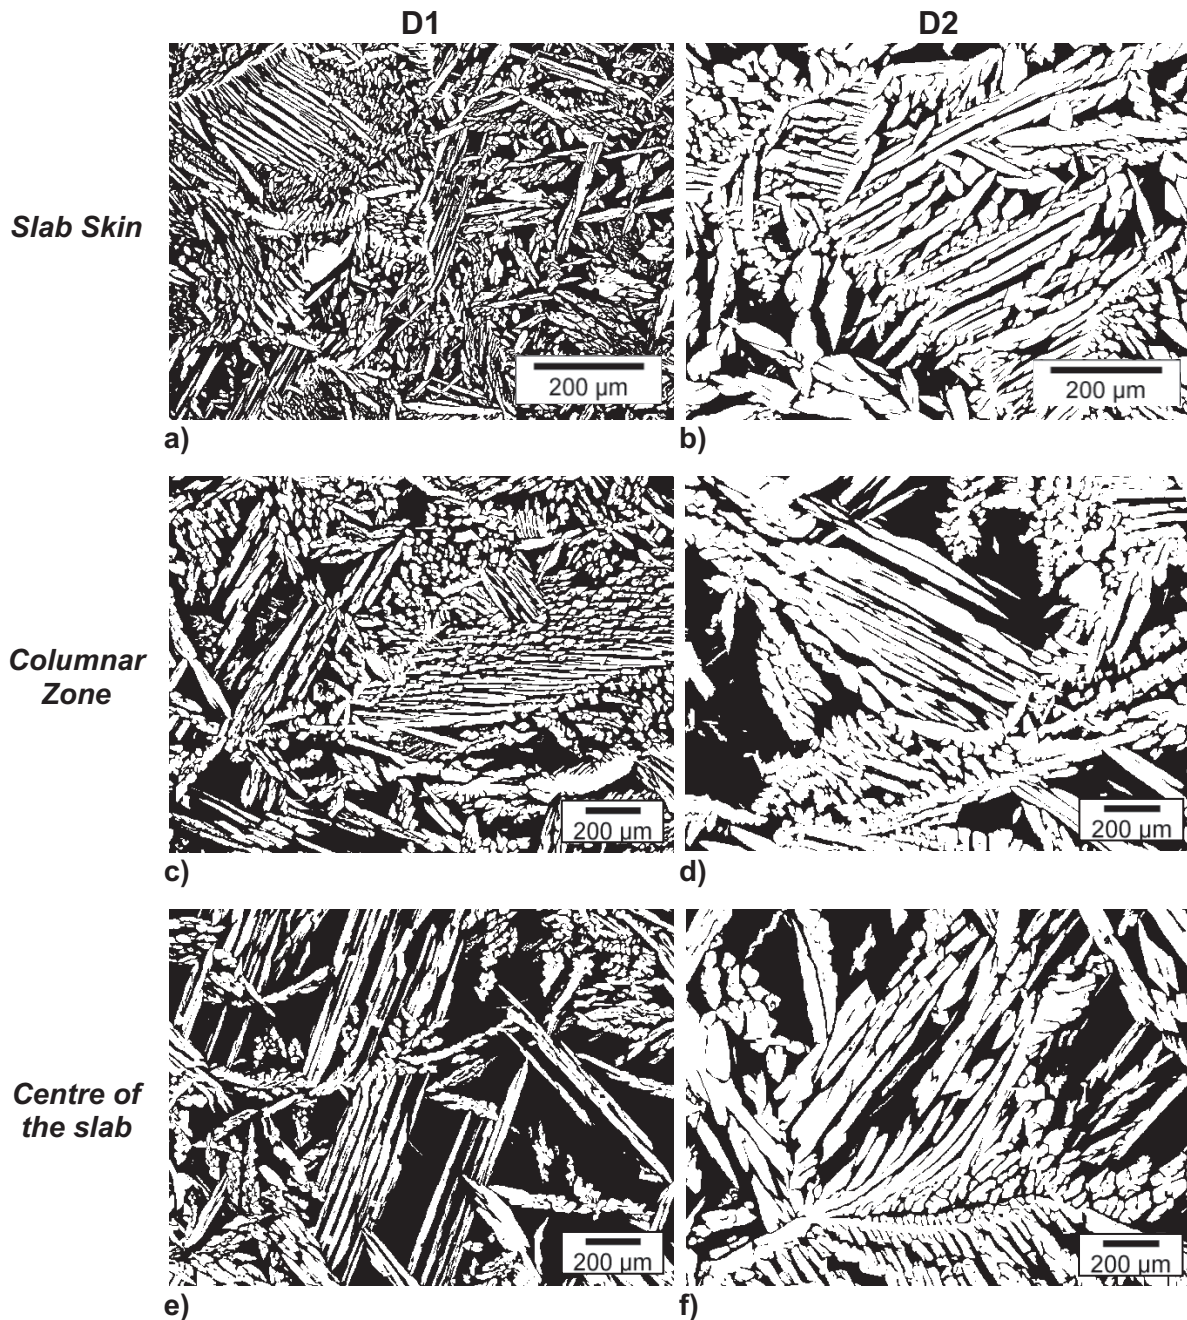 D1
D2
Slab Skin
200 µm
200 µm
a)
b)
Columnar
Zone
200 µm
200 µm
c)
d)
Centre of
the slab
200 µm
200 µm
e)
f)